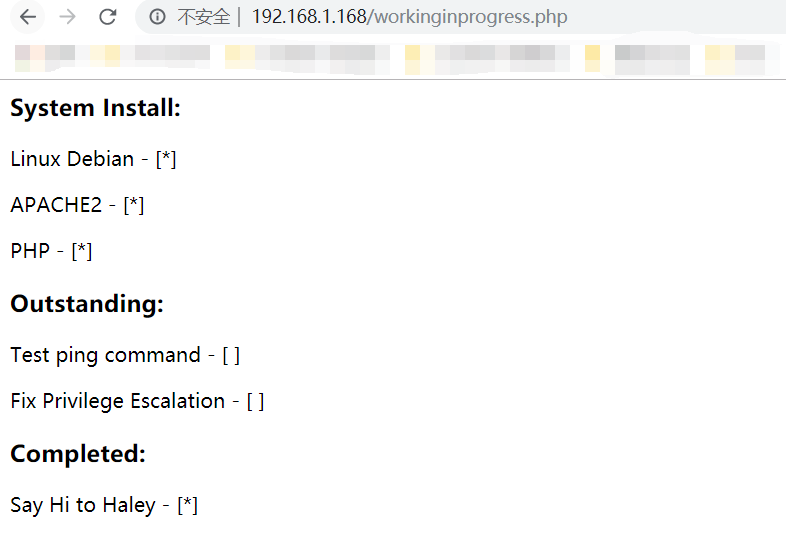 不安全 | 192.168.1.168/workinginprogress.php
System Install:
Linux Debian - [*]
APACHE2 - [*]
PHP - [*]
Outstanding:
Test ping command - [ ]
Fix Privilege Escalation - [ ]
Completed:
Say Hi to Haley - [*]